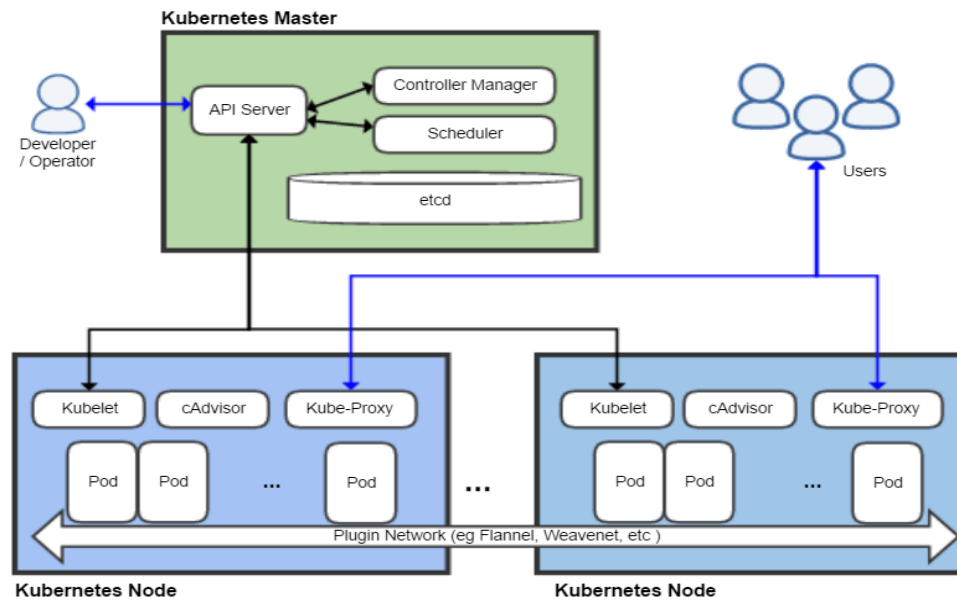 Kubernetes Master
API Server
Controller Manager
Scheduler
etcd
Developer
/ Operator
Users
Kubelet
cAdvisor
Kube-Proxy
Pod
Pod
...
Pod
...
Kubelet
cAdvisor
Kube-Proxy
Pod
Pod
...
Pod
Plugin Network (eg Flannel, Weavenet, etc )
Kubernetes Node
Kubernetes Node